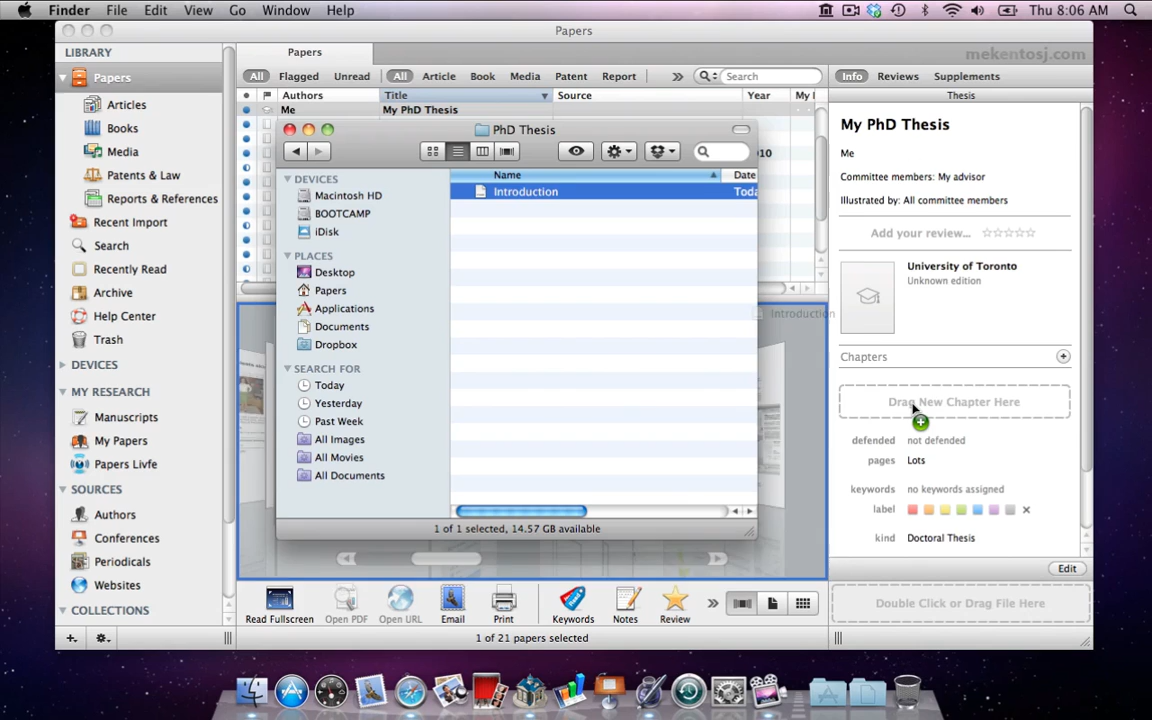 Finder File Edit View Go Window Help Thu 8:06 AM
Papers
LIBRARY
Papers
Articles
Books
Media
Patents & Law
Reports & References
Recent Import
Search
Recently Read
Archive
Help Center
Trash
DEVICES
MY RESEARCH
Manuscripts
My Papers
Papers Livfe
SOURCES
Authors
Conferences
Periodicals
Websites
COLLECTIONS
Papers
mekentosj.com
All Flagged Unread All Article Book Media Patent Report » Search
Authors Title Source Year My
Me My PhD Thesis
010
PhD Thesis
DEVICES
Macintosh HD
BOOTCAMP
iDisk
PLACES
Desktop
Papers
Applications
Documents
Dropbox
SEARCH FOR
Today
Yesterday
Past Week
All Images
All Movies
All Documents
Name Date
Introduction Toda
Introduction
1 of 1 selected, 14.57 GB available
Read Fullscreen Open PDF Open URL Email Print Keywords Notes Review »
1 of 21 papers selected
Info Reviews Supplements
Thesis
My PhD Thesis
Me
Committee members: My advisor
Illustrated by: All committee members
Add your review...
University of Toronto
Unknown edition
Chapters
Drag New Chapter Here
defended not defended
pages Lots
keywords no keywords assigned
label
kind Doctoral Thesis
Edit
Double Click or Drag File Here